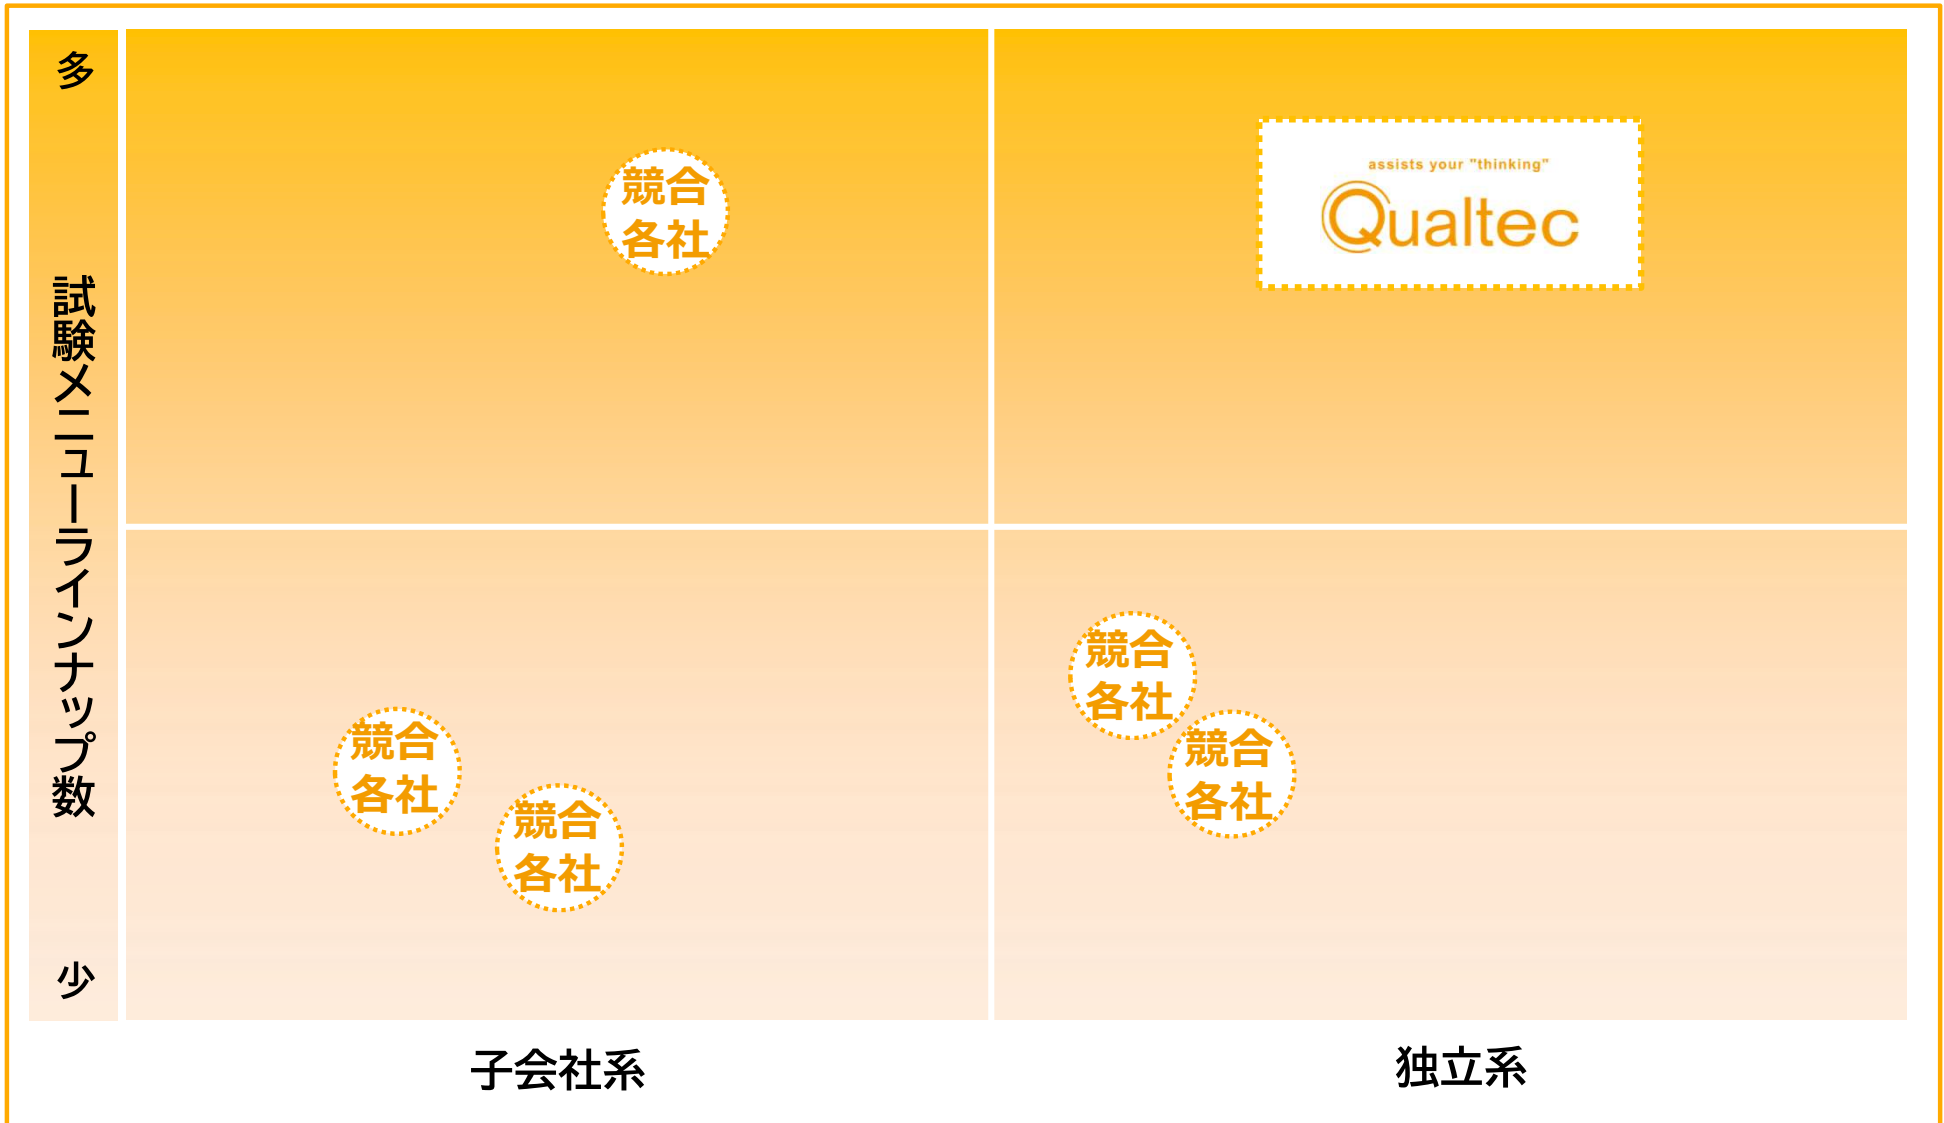 多
試験メニューラインナップ数
少
競合
各社
assists your "thinking"
Qualtec
競合
各社
競合
各社
競合
各社
競合
各社
子会社系
独立系